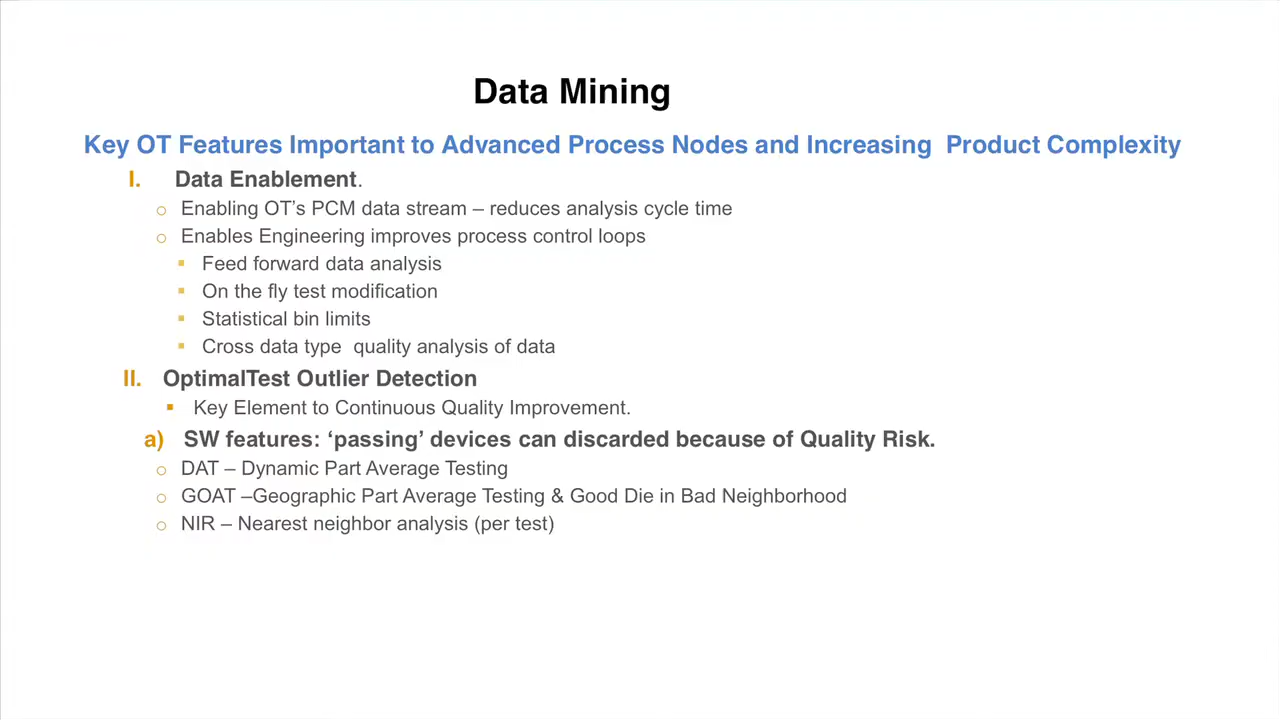 Data Mining
Key OT Features Important to Advanced Process Nodes and Increasing  Product Complexity
I. Data Enablement.
o Enabling OT’s PCM data stream – reduces analysis cycle time
o Enables Engineering improves process control loops
▪ Feed forward data analysis
▪ On the fly test modification
▪ Statistical bin limits
▪ Cross data type  quality analysis of data
II. OptimalTest Outlier Detection
▪ Key Element to Continuous Quality Improvement.
a) SW features: ‘passing’ devices can discarded because of Quality Risk.
o DAT – Dynamic Part Average Testing
o GOAT –Geographic Part Average Testing & Good Die in Bad Neighborhood
o NIR – Nearest neighbor analysis (per test)